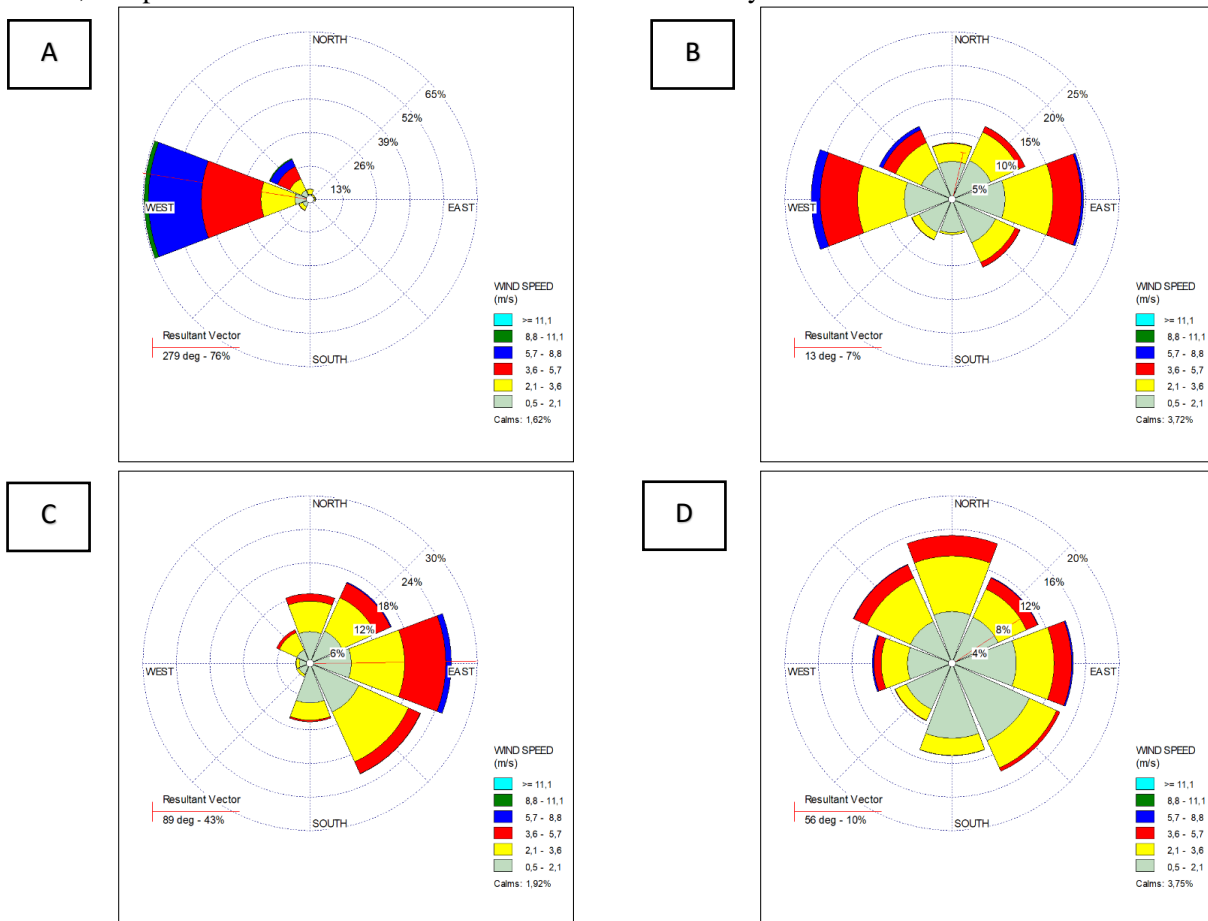 A
NORTH
65%
52%
39%
26%
13%
WEST
EAST
SOUTH
WIND SPEED
(m/s)
>= 11,1
8,8 - 11,1
5,7 - 8,8
3,6 - 5,7
2,1 - 3,6
0,5 - 2,1
Calms: 1,62%
Resultant Vector
279 deg - 76%
B
NORTH
25%
20%
15%
10%
5%
WEST
EAST
SOUTH
WIND SPEED
(m/s)
>= 11,1
8,8 - 11,1
5,7 - 8,8
3,6 - 5,7
2,1 - 3,6
0,5 - 2,1
Calms: 3,72%
Resultant Vector
13 deg - 7%
C
NORTH
30%
24%
18%
12%
6%
WEST
EAST
SOUTH
WIND SPEED
(m/s)
>= 11,1
8,8 - 11,1
5,7 - 8,8
3,6 - 5,7
2,1 - 3,6
0,5 - 2,1
Calms: 1,92%
Resultant Vector
89 deg - 43%
D
NORTH
20%
16%
12%
8%
4%
WEST
EAST
SOUTH
WIND SPEED
(m/s)
>= 11,1
8,8 - 11,1
5,7 - 8,8
3,6 - 5,7
2,1 - 3,6
0,5 - 2,1
Calms: 3,75%
Resultant Vector
56 deg - 10%